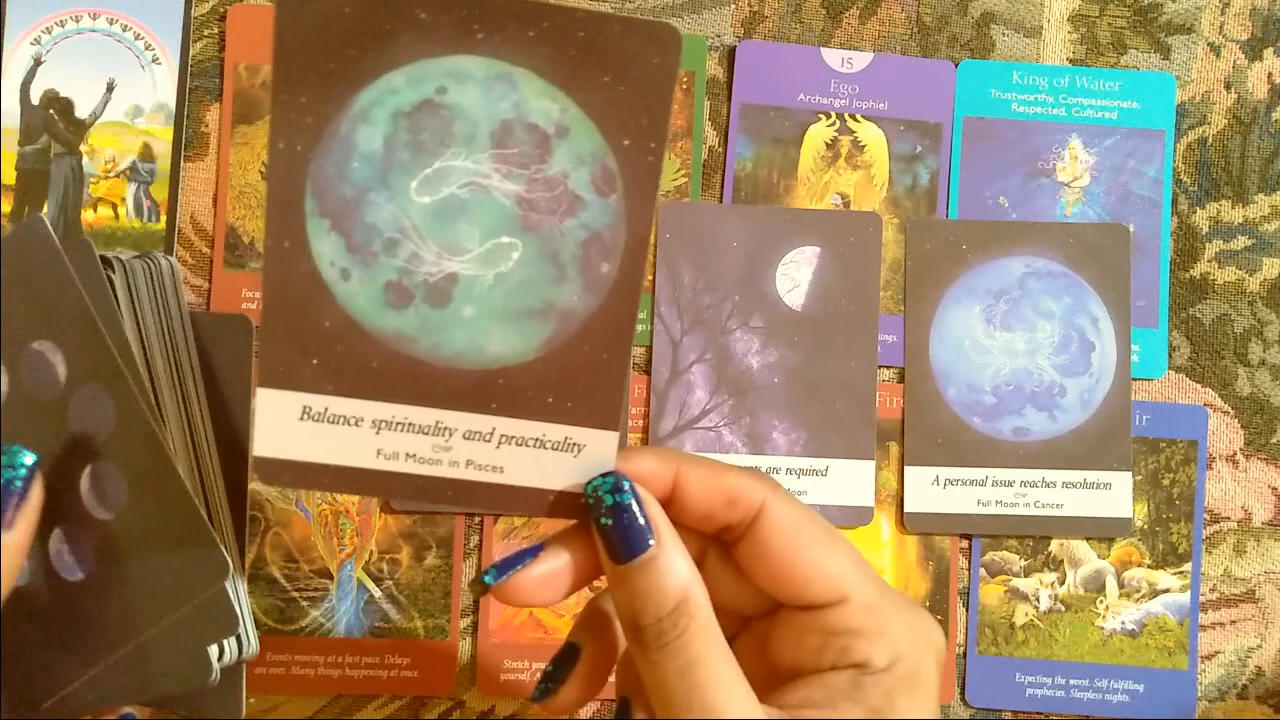 15
Ego
Archangel Jophiel
King of Water
Trustworthy, Compassionate,
Respected, Cultured
Balance spirituality and practicality
Full Moon in Pisces
are required
A personal issue reaches resolution
Full Moon in Cancer
Events moving at a fast pace. Delays
are over. Many things happening at once.
Stretch
Expecting the worst. Self-fulfilling
prophecies. Sleepless nights.